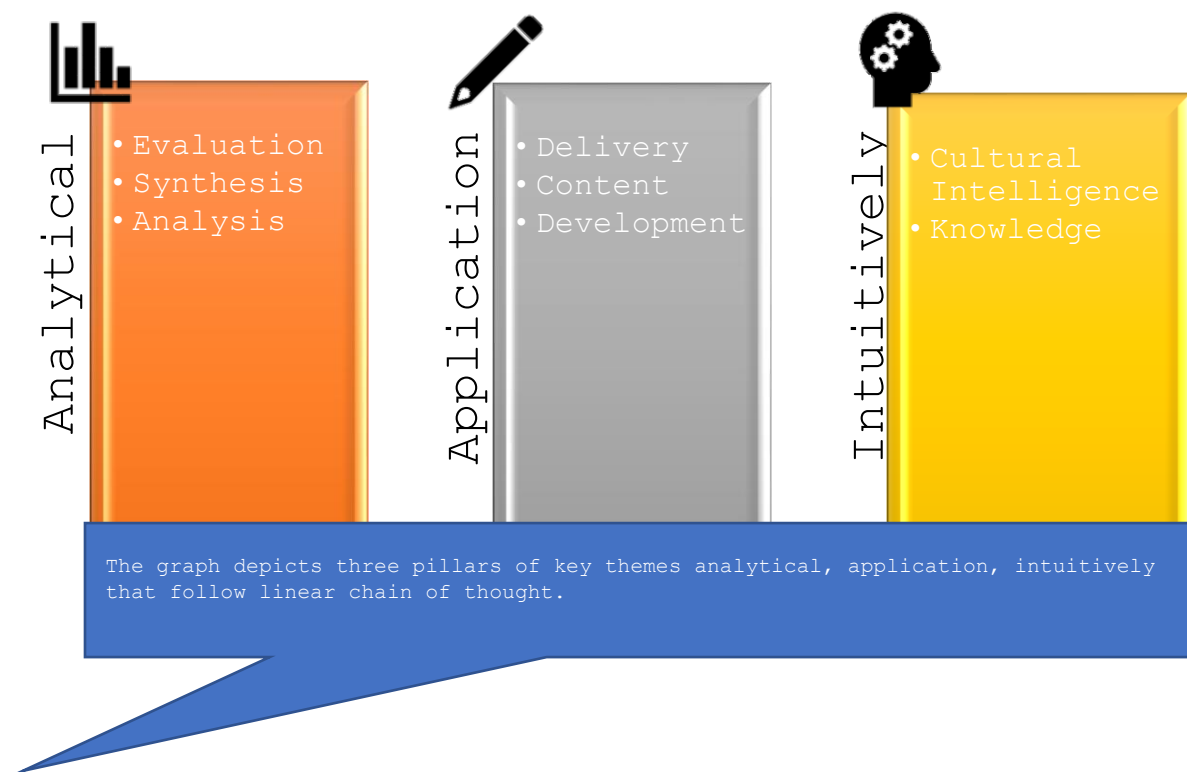 Analytical
• Evaluation
• Synthesis
• Analysis
Application
• Delivery
• Content
• Development
Intuitively
• Cultural
Intelligence
• Knowledge
The graph depicts three pillars of key themes analytical, application, intuitively
that follow linear chain of thought.